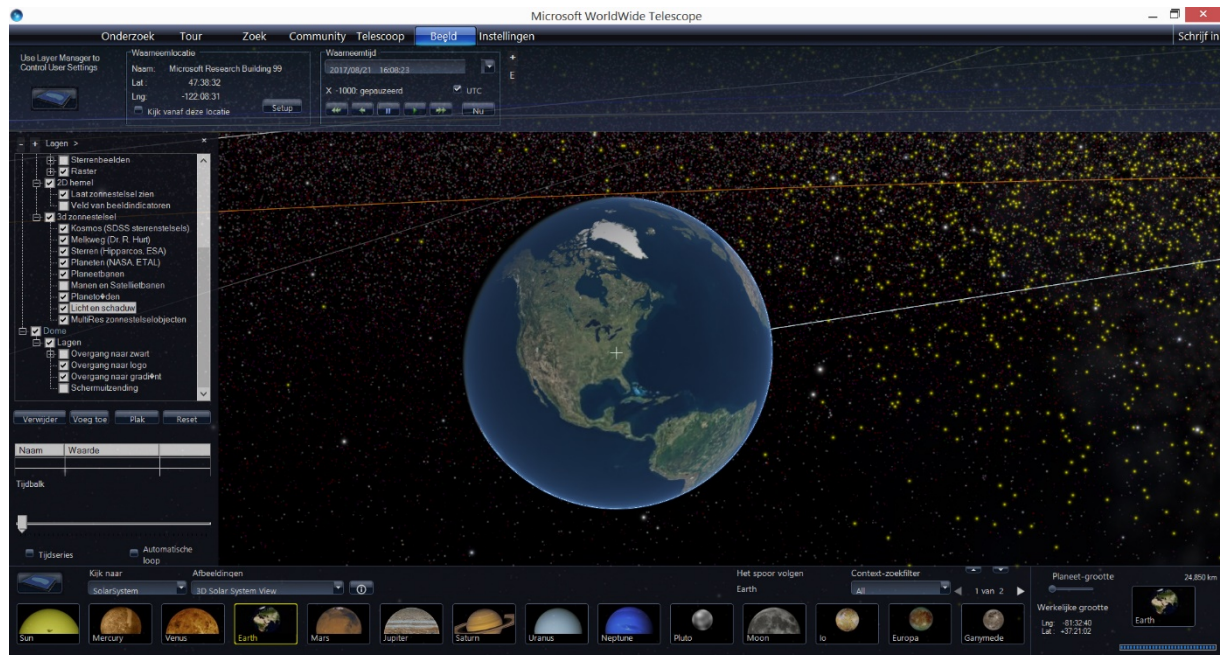 Microsoft WorldWide Telescope
Onderzoek Tour Zoek Community Telescoop Beeld Instellingen Schrijf in
Use Layer Manager to
Control User Settings
Waarneemlocatie
Naam: Microsoft Research Building 99
Lat : 47:38:32
Lng: -122:08:31
Kijk vanaf deze locatie
Setup
Waarneemtijd
2017/08/21 16:08:23
X -1000: gepauzeerd
UTC
Nu
+
E
- + Lagen > ×
Sterrenbeelden
Raster
2D hemel
Laat zonnestelsel zien
Veld van beeldindicatoren
3d zonnestelsel
Kosmos (SDSS sterrenstelsels)
Melkweg (Dr. R. Hurt)
Sterren (Hipparcos, ESA)
Planeten (NASA, ETAL)
Planeetbanen
Manen en Satellietbanen
Planeto�den
Licht en schaduw
MultiRes zonnestelselobjecten
Dome
Lagen
Overgang naar zwart
Overgang naar logo
Overgang naar gradi�nt
Schermuitzending
Verwijder Voeg toe Plak Reset
Naam Waarde
Tijdbalk
Tijdseries
Automatische
loop
Kijk naar
SolarSystem
Afbeeldingen
3D Solar System View
Het spoor volgen
Earth
Context-zoekfilter
All
1 van 2
Planeet-grootte
24,850 km
Werkelijke grootte
Lng: -81:32:40
Lat : +37:21:02
Earth
Sun Mercury Venus Earth Mars Jupiter Saturn Uranus Neptune Pluto Moon Io Europa Ganymede